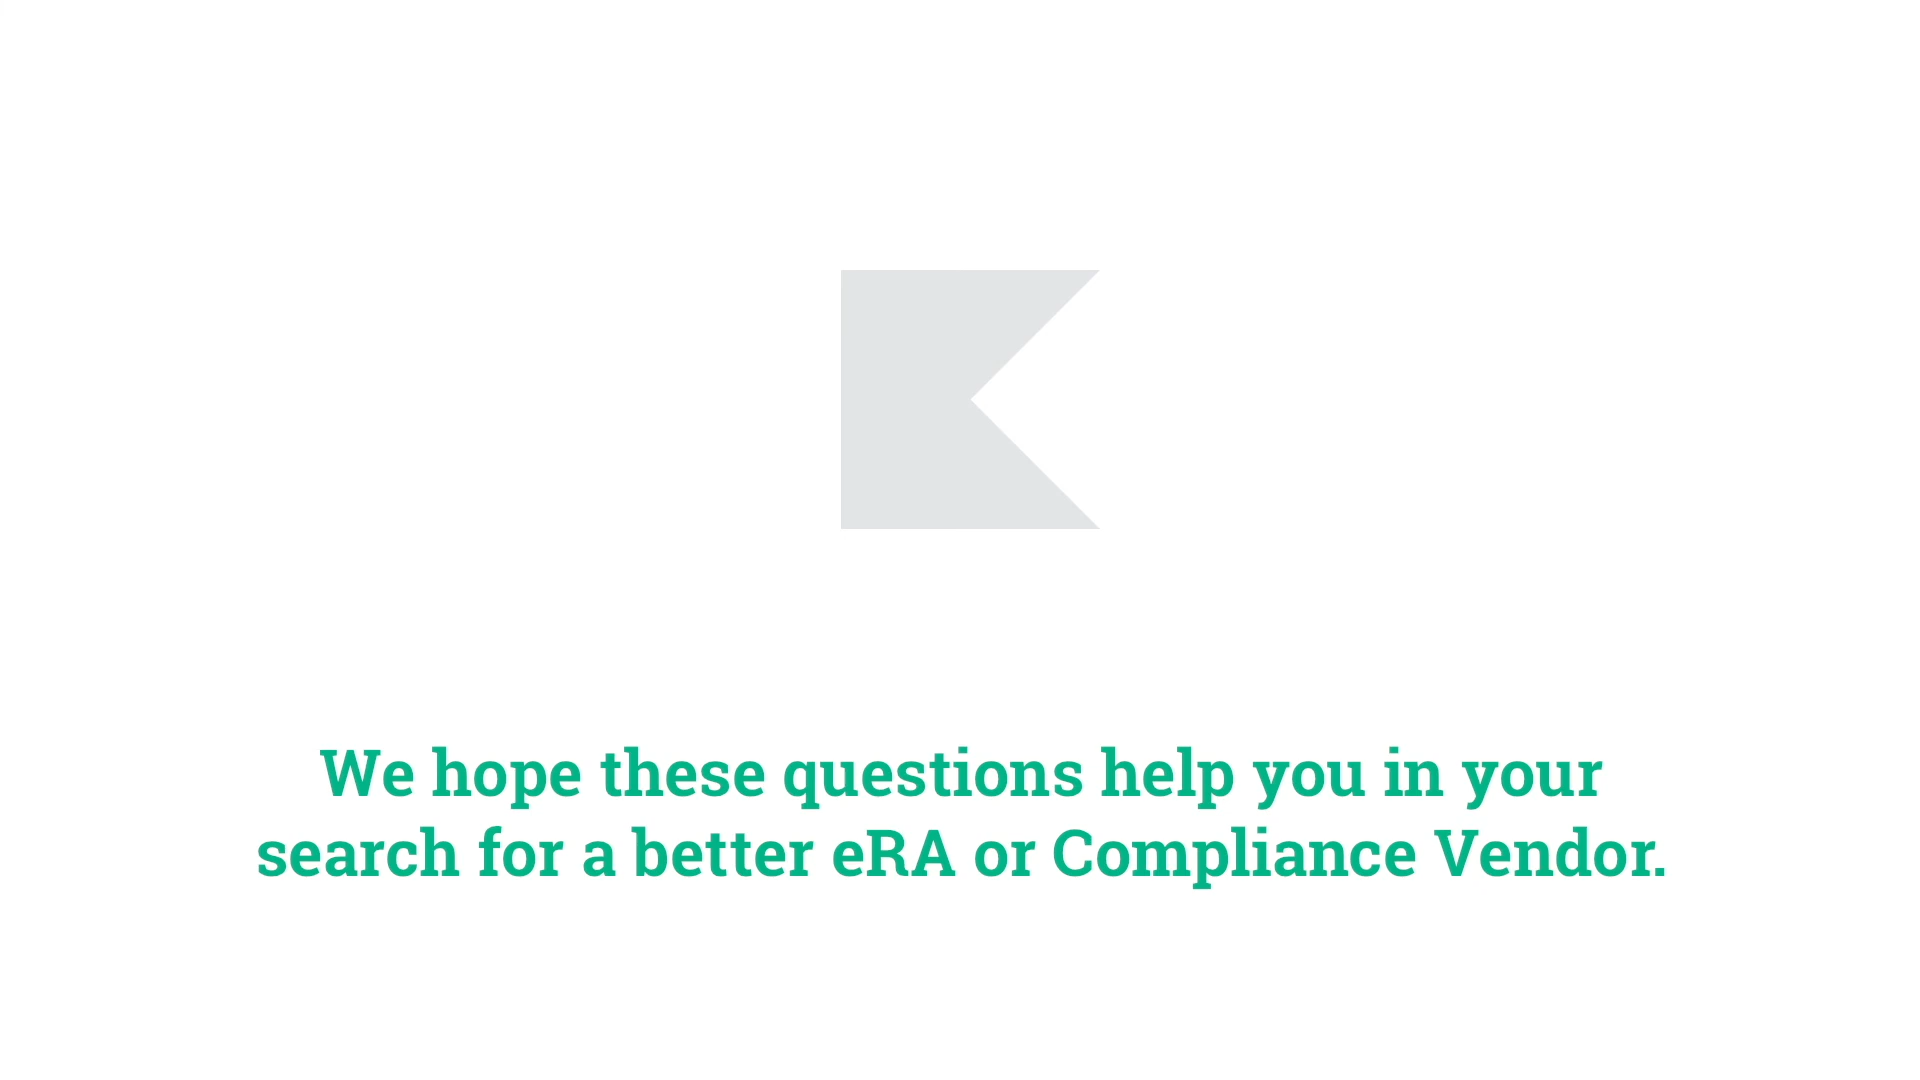 We hope these questions help you in your
search for a better eRA or Compliance Vendor.